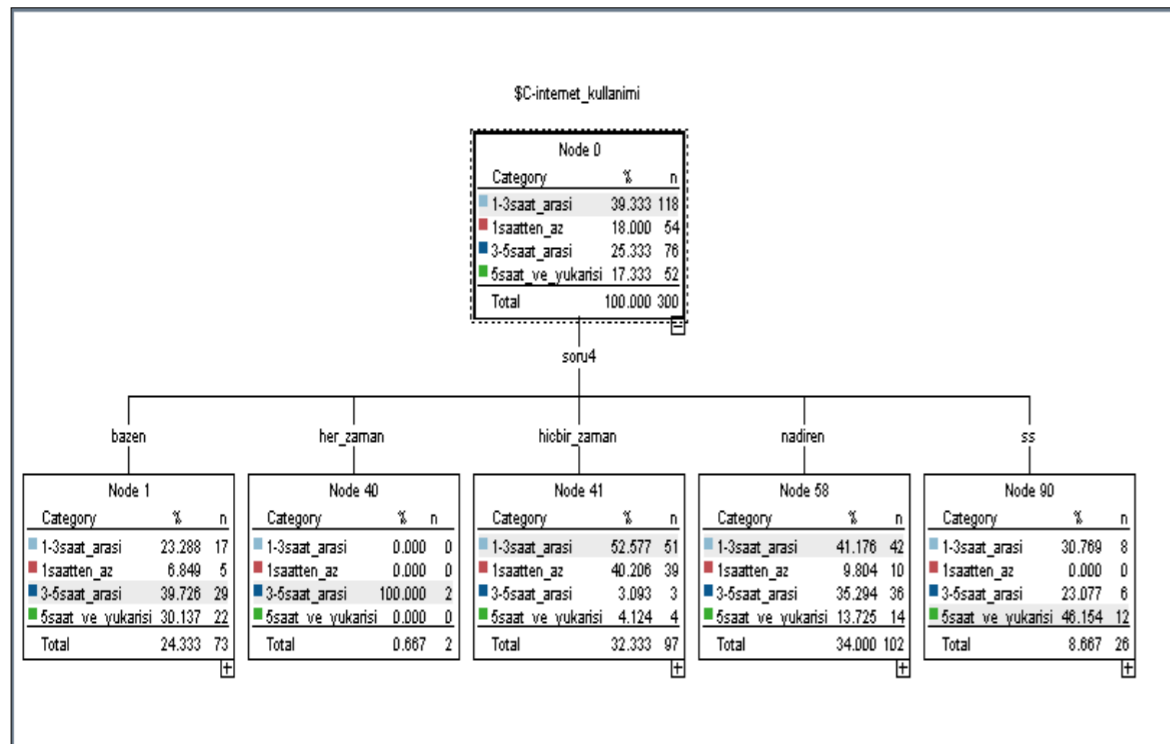 $C-internet_kullanimi
Node 0
Category % n
1-3saat_arasi 39.333 118
1saatten_az 18.000 54
3-5saat_arasi 25.333 76
5saat_ve_yukarisi 17.333 52
Total 100.000 300
soru4
bazen
her_zaman
hicbir_zaman
nadiren
ss
Node 1
Category % n
1-3saat_arasi 23.288 17
1saatten_az 6.849 5
3-5saat_arasi 39.726 29
5saat_ve_yukarisi 30.137 22
Total 24.333 73
Node 40
Category % n
1-3saat_arasi 0.000 0
1saatten_az 0.000 0
3-5saat_arasi 100.000 2
5saat_ve_yukarisi 0.000 0
Total 0.667 2
Node 41
Category % n
1-3saat_arasi 52.577 51
1saatten_az 40.206 39
3-5saat_arasi 3.093 3
5saat_ve_yukarisi 4.124 4
Total 32.333 97
Node 58
Category % n
1-3saat_arasi 41.176 42
1saatten_az 9.804 10
3-5saat_arasi 35.294 36
5saat_ve_yukarisi 13.725 14
Total 34.000 102
Node 90
Category % n
1-3saat_arasi 30.769 8
1saatten_az 0.000 0
3-5saat_arasi 23.077 6
5saat_ve_yukarisi 46.154 12
Total 8.667 26